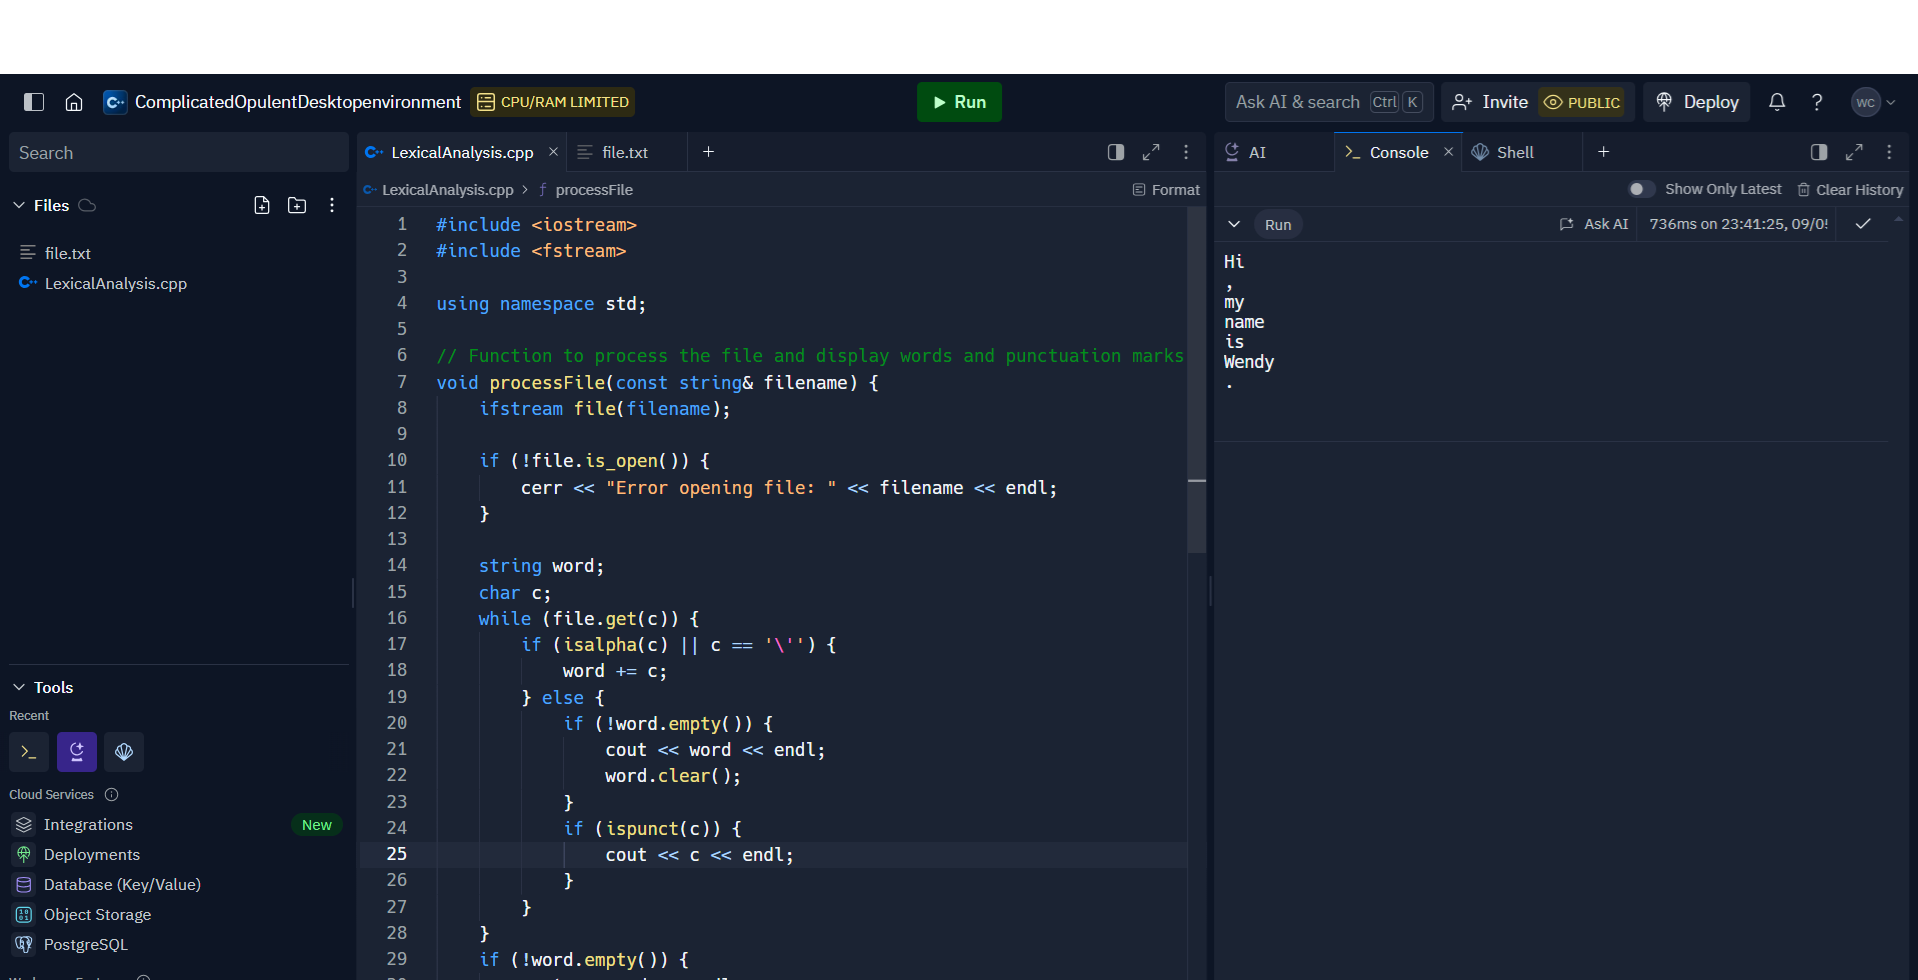 ComplicatedOpulentDesktopenvironment CPU/RAM LIMITED Run Ask AI & search Ctrl K Invite PUBLIC Deploy ? WC
Search
Files
file.txt
LexicalAnalysis.cpp
Tools
Recent
Cloud Services
Integrations New
Deployments
Database (Key/Value)
Object Storage
PostgreSQL
LexicalAnalysis.cpp × file.txt +
LexicalAnalysis.cpp > processFile Format
1 #include <iostream>
2 #include <fstream>
3
4 using namespace std;
5
6 // Function to process the file and display words and punctuation marks
7 void processFile(const string& filename) {
8 ifstream file(filename);
9
10 if (!file.is_open()) {
11 cerr << "Error opening file: " << filename << endl;
12 }
13
14 string word;
15 char c;
16 while (file.get(c)) {
17 if (isalpha(c) || c == '\'') {
18 word += c;
19 } else {
20 if (!word.empty()) {
21 cout << word << endl;
22 word.clear();
23 }
24 if (ispunct(c)) {
25 cout << c << endl;
26 }
27 }
28 }
29 if (!word.empty()) {
AI Console × Shell +
Show Only Latest Clear History
Run Ask AI 736ms on 23:41:25, 09/0
Hi
,
my
name
is
Wendy
.